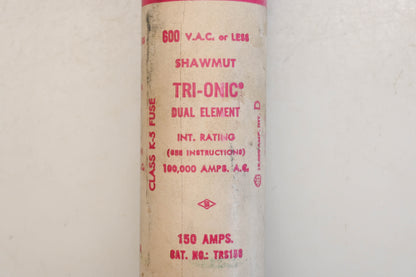 600 V.A.C. or LESS
SHAWMUT
TRI-ONIC®
DUAL ELEMENT
INT. RATING
(SEE INSTRUCTIONS)
100,000 AMPS. A.C.
150 AMPS.
CAT. NO.: TRS150
CLASS K-5 FUSE
D